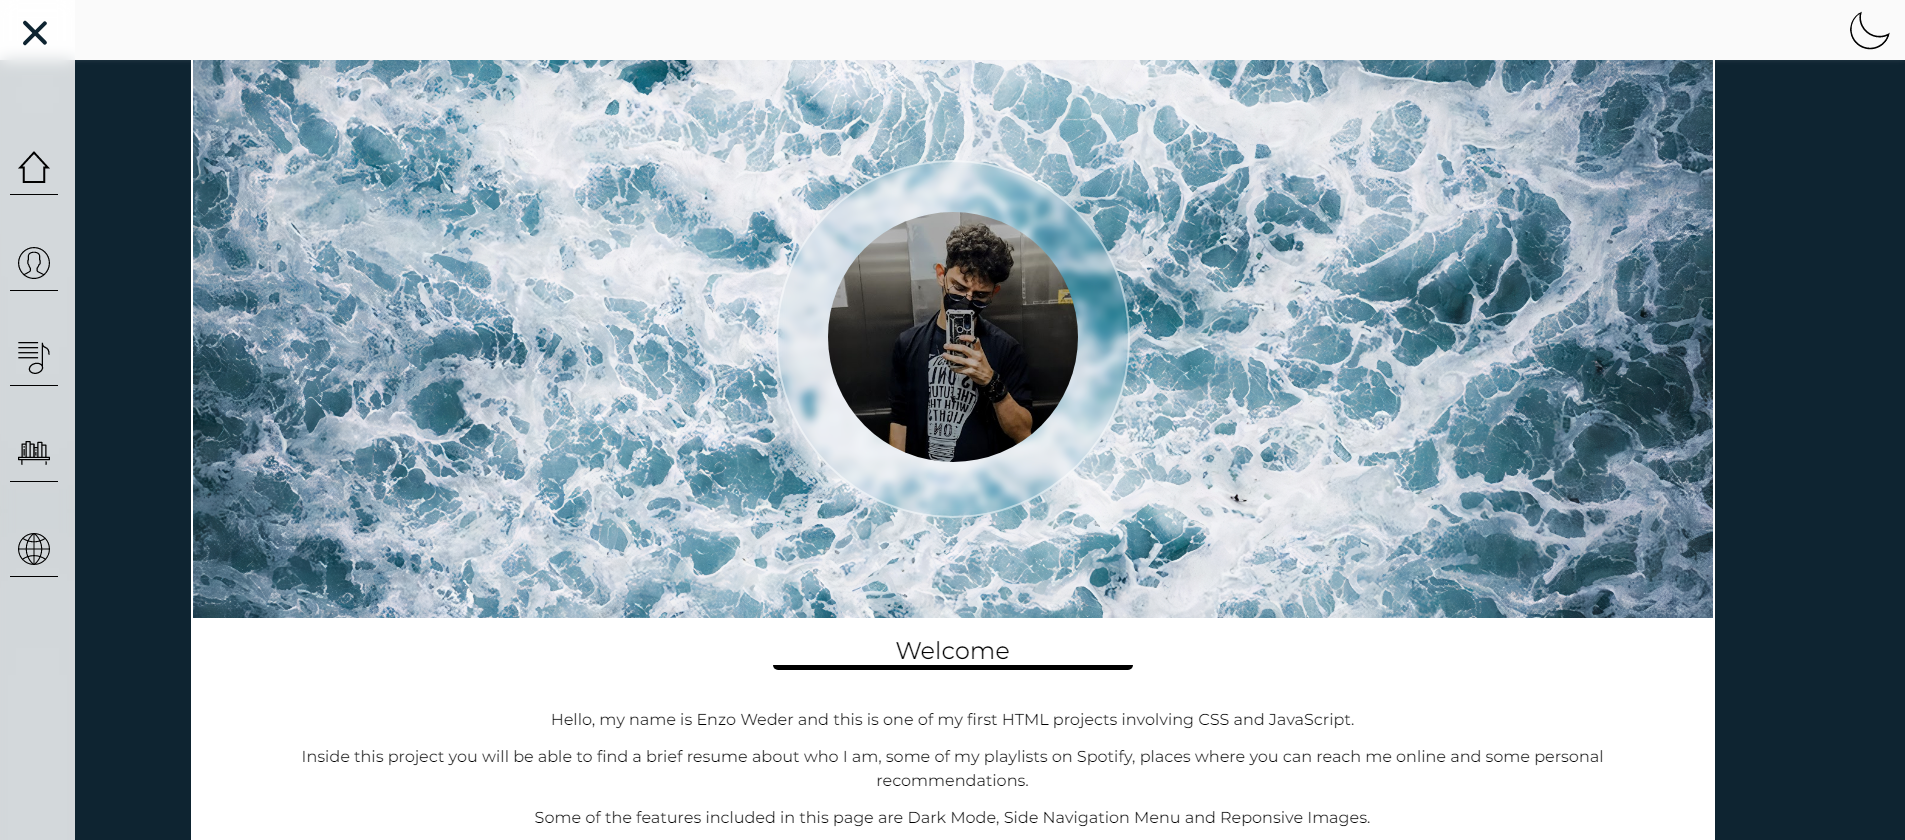 Welcome
Hello, my name is Enzo Weder and this is one of my first HTML projects involving CSS and JavaScript.
Inside this project you will be able to find a brief resume about who I am, some of my playlists on Spotify, places where you can reach me online and some personal
recommendations.
Some of the features included in this page are Dark Mode, Side Navigation Menu and Reponsive Images.